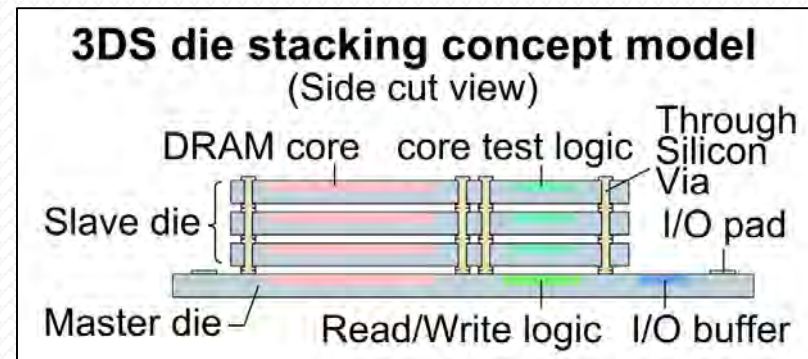 3DS die stacking concept model
(Side cut view)
DRAM core
core test logic
Through
Silicon
Via
Slave die
I/O pad
Master die
Read/Write logic
I/O buffer